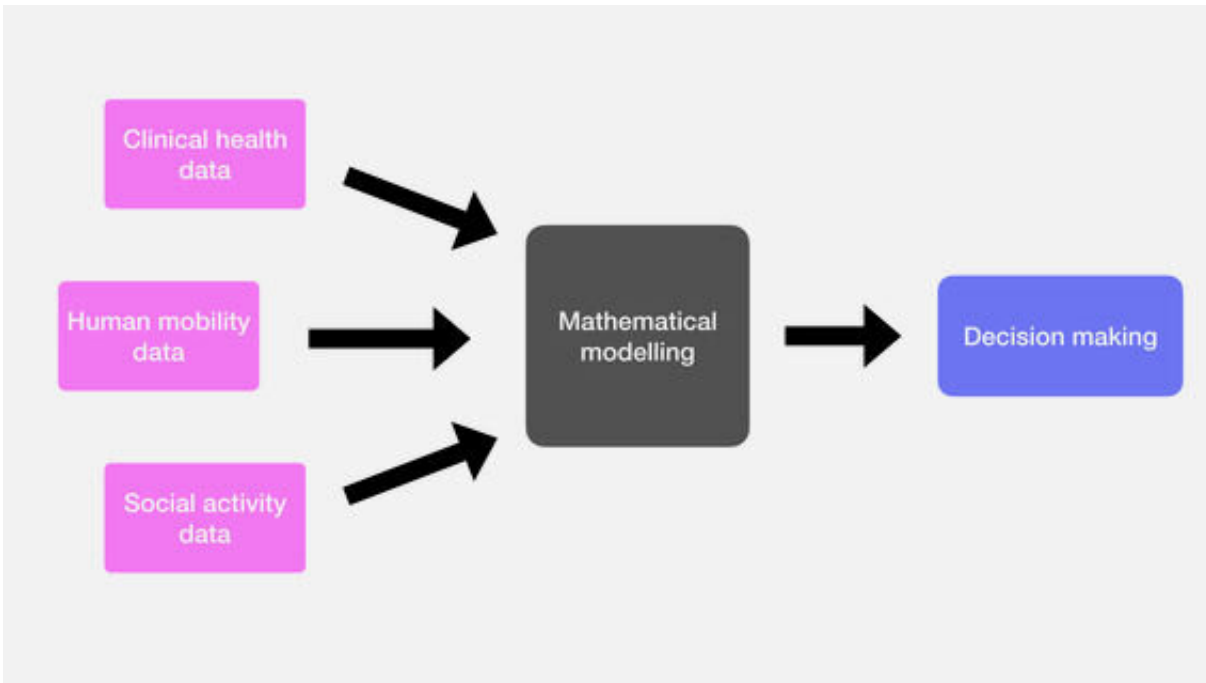 Clinical health
data
Human mobility
data
Social activity
data
Mathematical
modelling
Decision making